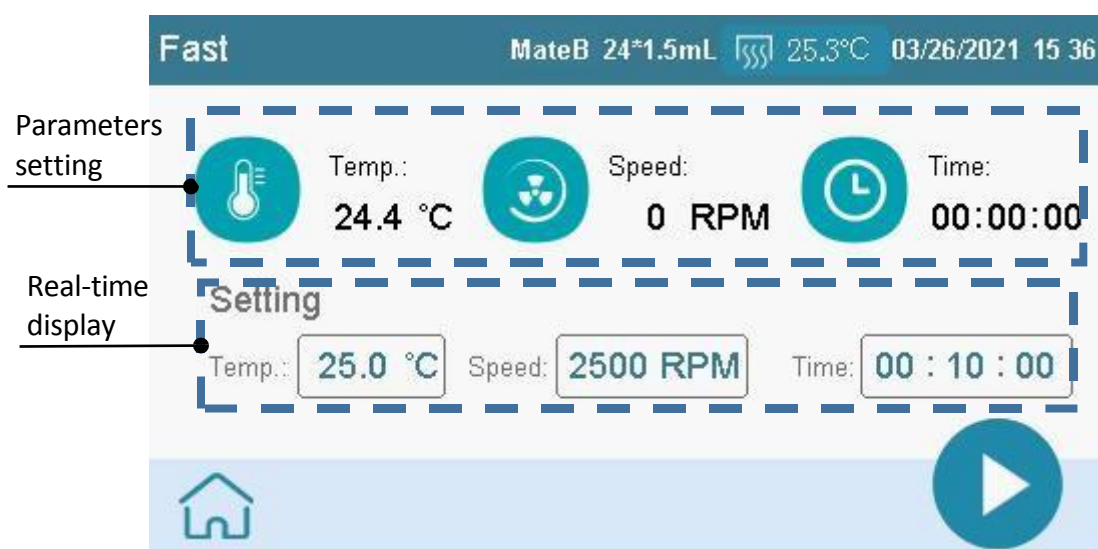 Fast MateB 24*1.5mL 25.3°C 03/26/2021 15 36
Parameters
setting
Temp.: Speed: Time:
24.4 °C 0 RPM 00:00:00
Real-time
display
Setting
Temp.: 25.0 °C Speed: 2500 RPM Time: 00 : 10 : 00